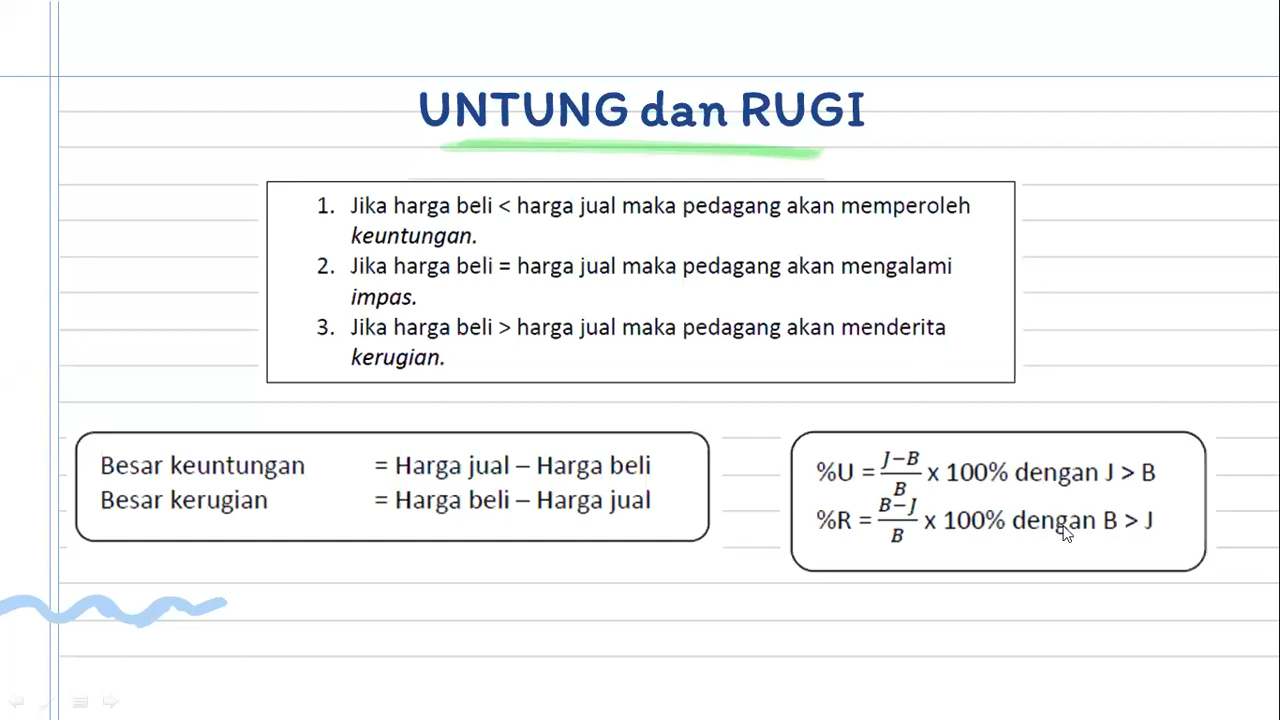 UNTUNG dan RUGI
1. Jika harga beli < harga jual maka pedagang akan memperoleh
keuntungan.
2. Jika harga beli = harga jual maka pedagang akan mengalami
impas.
3. Jika harga beli > harga jual maka pedagang akan menderita
kerugian.
Besar keuntungan = Harga jual – Harga beli
Besar kerugian = Harga beli – Harga jual
%U = \frac{J-B}{B} x 100% dengan J > B
%R = \frac{B-J}{B} x 100% dengan B > J